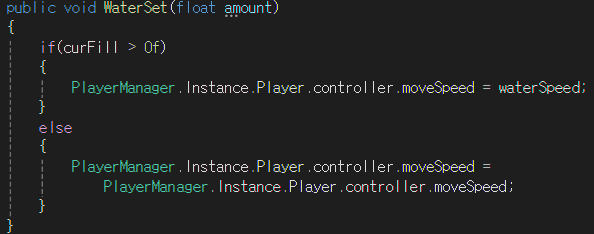 public void WaterSet(float amount)
{
if(curFill > 0f)
{
PlayerManager.Instance.Player.controller.moveSpeed = waterSpeed;
}
else
{
PlayerManager.Instance.Player.controller.moveSpeed =
PlayerManager.Instance.Player.controller.moveSpeed;
}
}